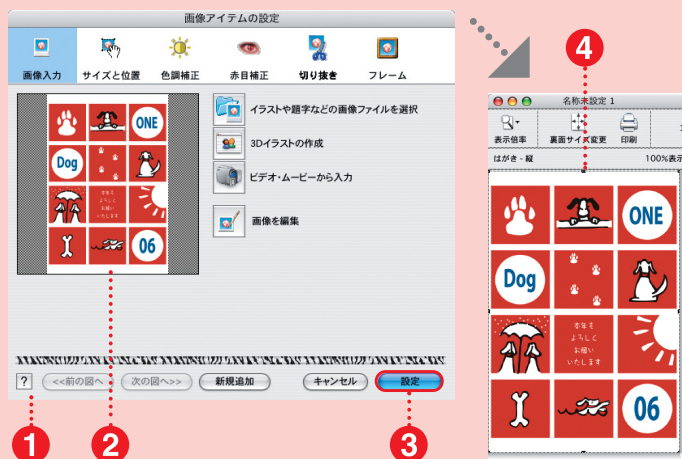 画像アイテムの設定
画像入力 サイズと位置 色調補正 赤目補正 切り抜き フレーム
イラストや題字などの画像ファイルを選択
3Dイラストの作成
ビデオ・ムービーから入力
画像を編集
ONE
Dog
本年も
よろしく
お願い
いたします
06
? <<前の図へ 次の図へ>> 新規追加 キャンセル 設定
1 2 3
4
名称未設定 1
表示倍率 裏面サイズ変更 印刷
はがき - 縦 100%表示
ONE
Dog
本年も
よろしく
お願い
いたします
06